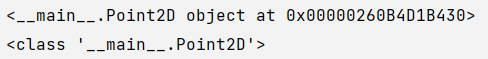 <__main__.Point2D object at 0x00000260B4D1B430>
<class '__main__.Point2D'>